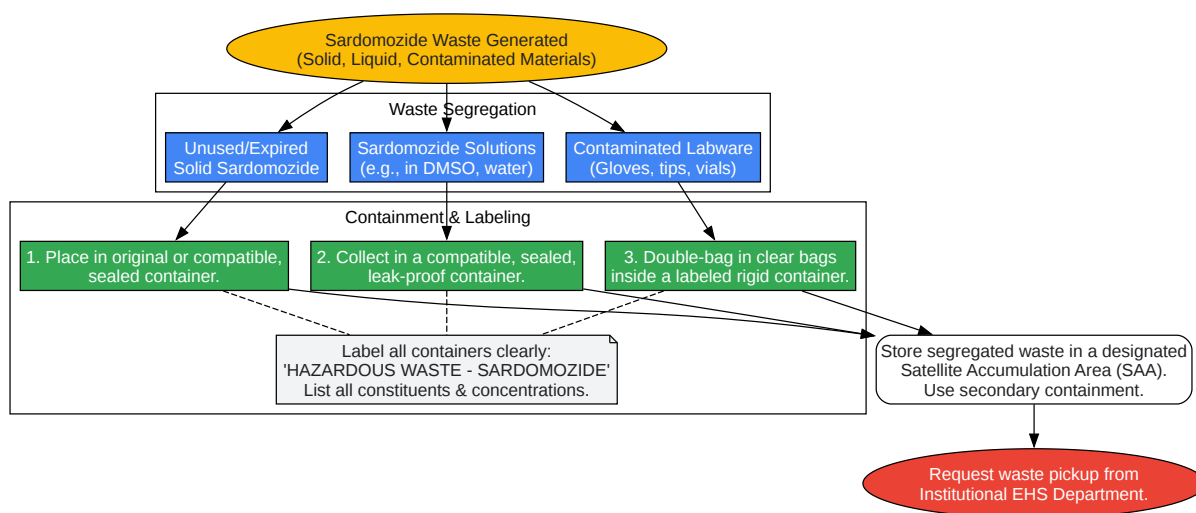 Sardomozide Waste Generated
(Solid, Liquid, Contaminated Materials)
Waste Segregation
Unused/Expired
Solid Sardomozide
Sardomozide Solutions
(e.g., in DMSO, water)
Contaminated Labware
(Gloves, tips, vials)
Containment & Labeling
1. Place in original or compatible,
sealed container.
2. Collect in a compatible, sealed,
leak-proof container.
3. Double-bag in clear bags
inside a labeled rigid container.
Label all containers clearly:
'HAZARDOUS WASTE - SARDOMOZIDE'
List all constituents & concentrations.
Store segregated waste in a designated
Satellite Accumulation Area (SAA).
Use secondary containment.
Request waste pickup from
Institutional EHS Department.